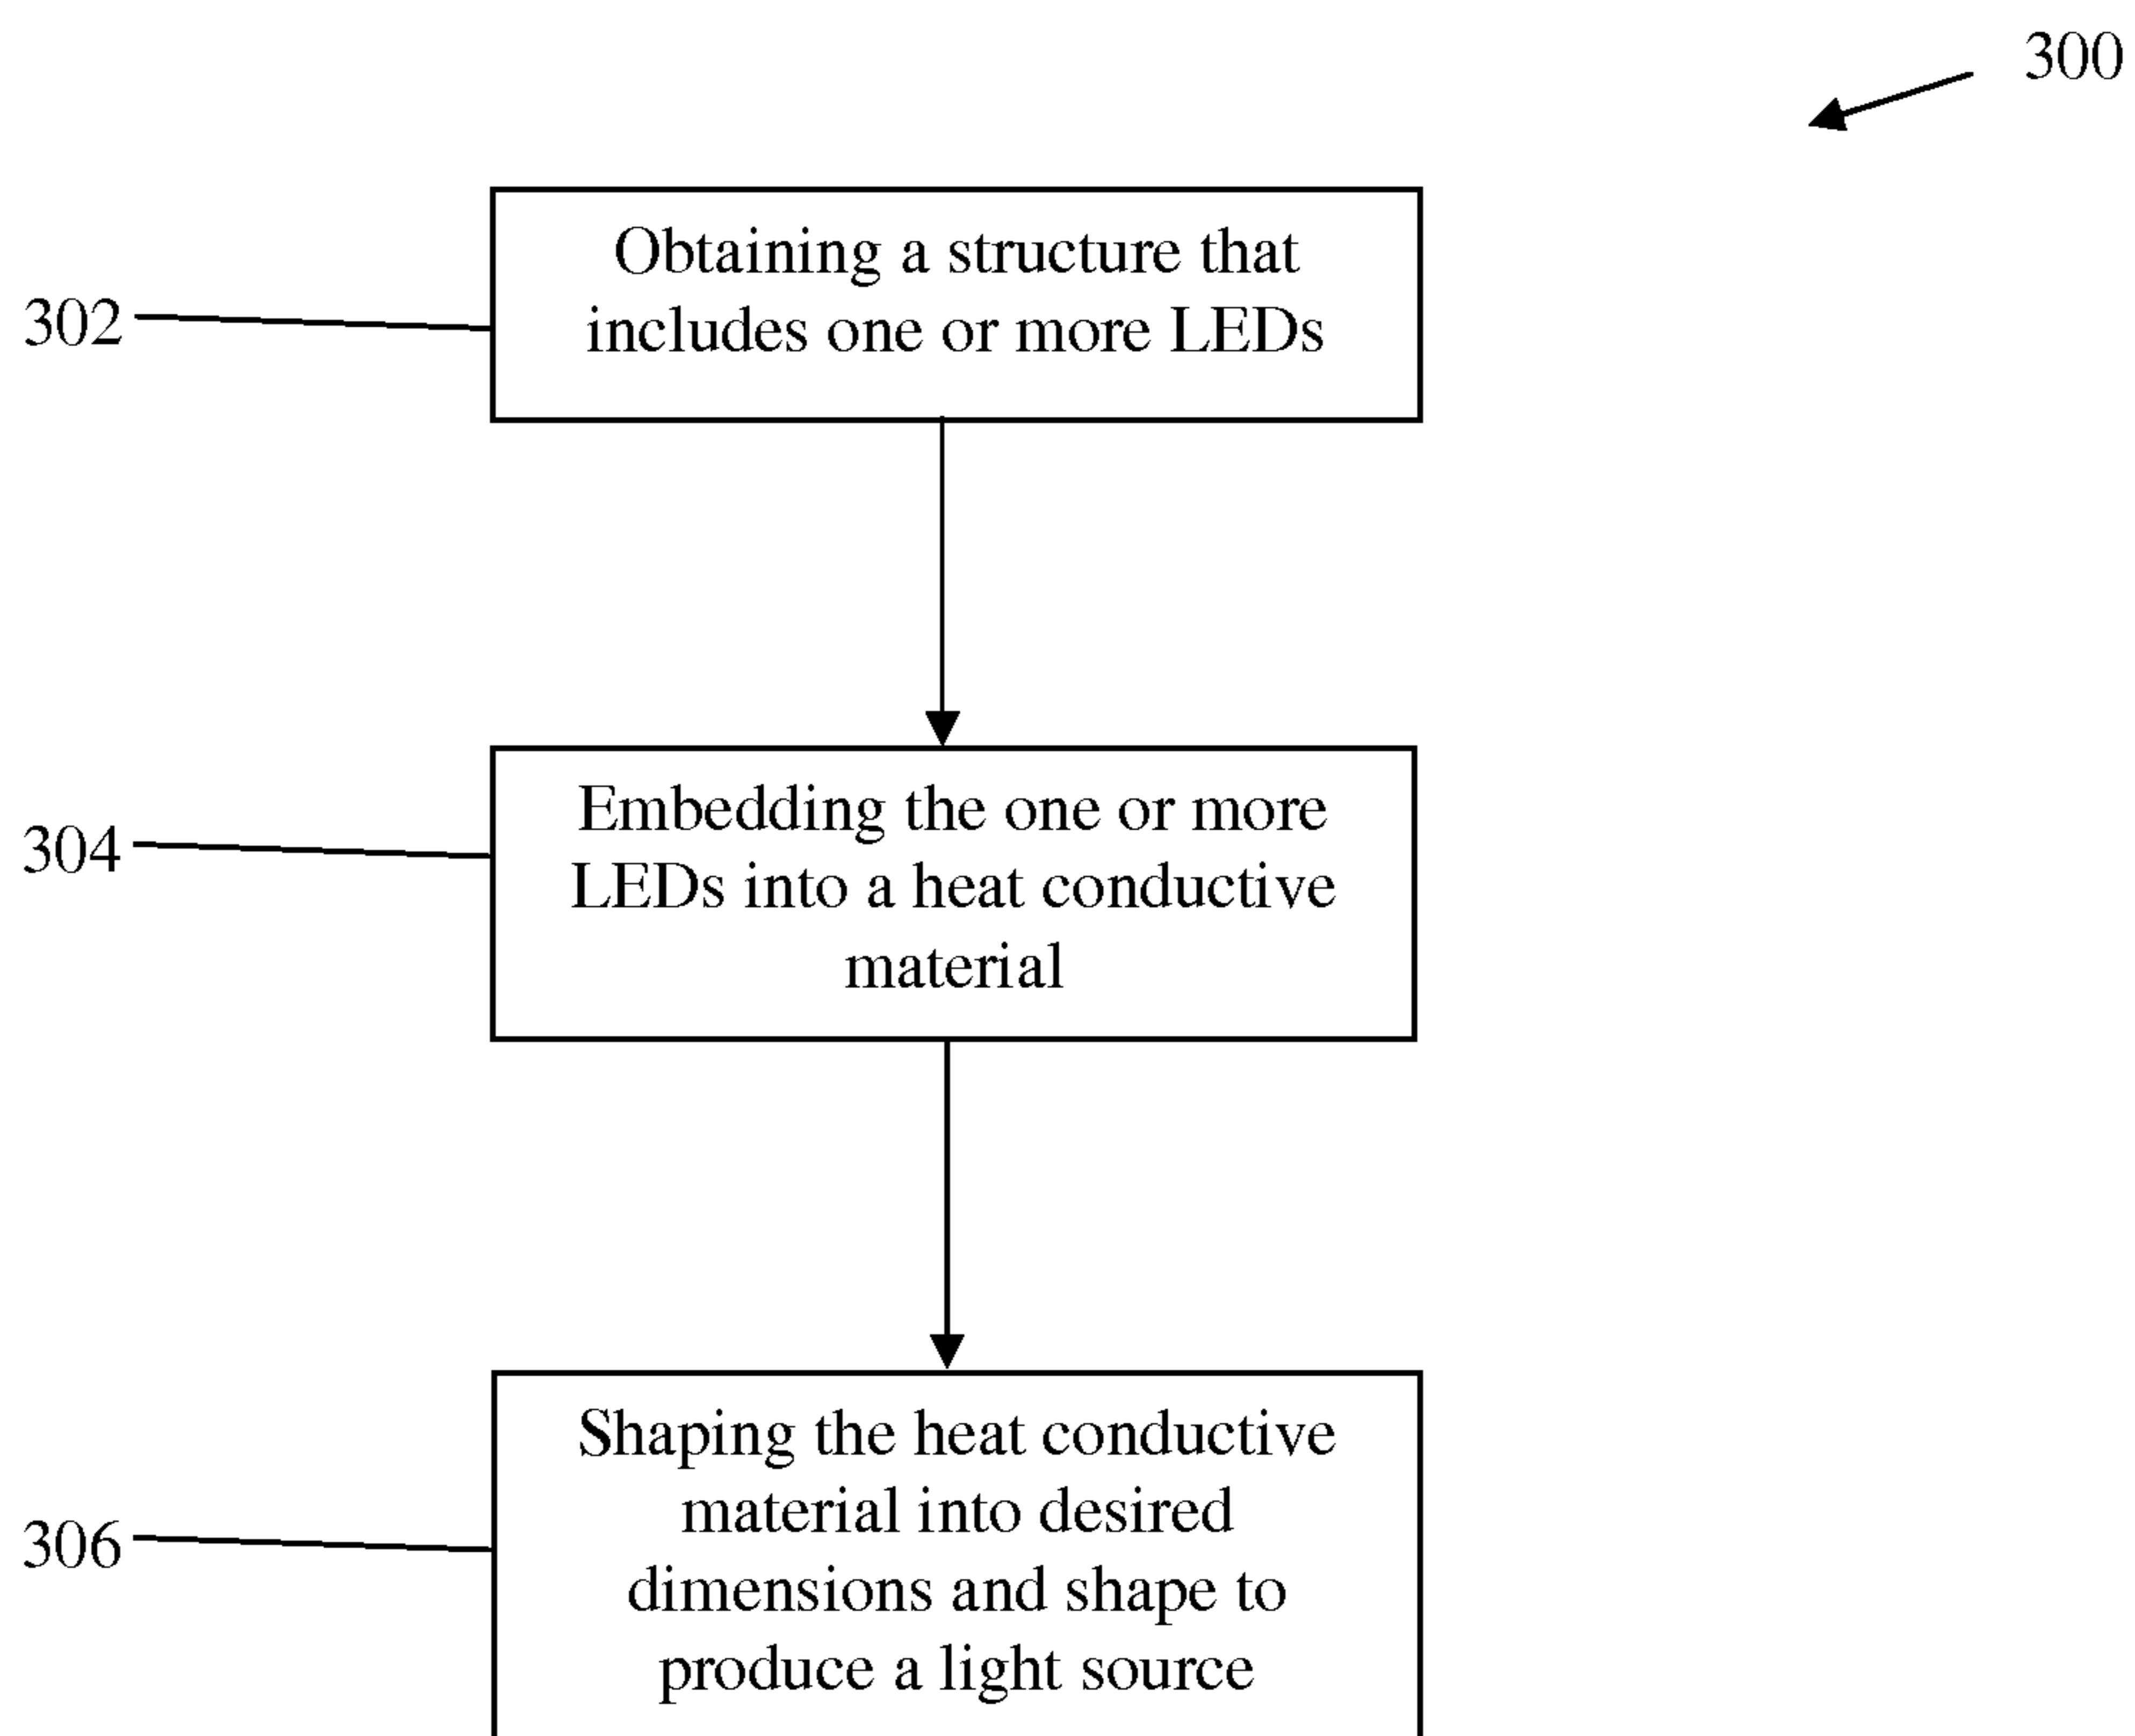 300
Obtaining a structure that
includes one or more LEDs
302
Embedding the one or more
LEDs into a heat conductive
material
304
Shaping the heat conductive
material into desired
dimensions and shape to
produce a light source
306